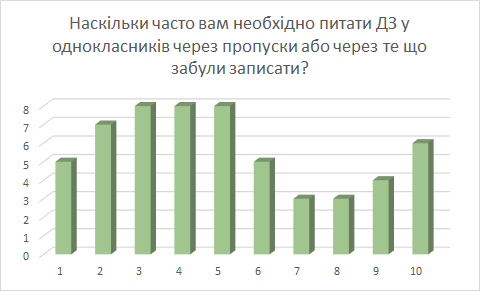 Наскільки часто вам необхідно питати ДЗ у
однокласників через пропуски або через те що
забули записати?
8
7
6
5
4
3
2
1
0
1 2 3 4 5 6 7 8 9 10